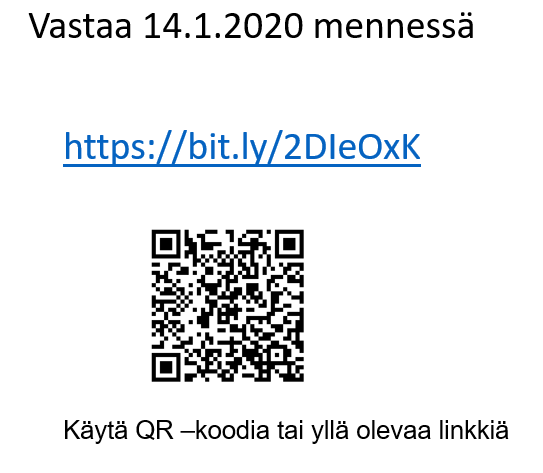 Vastaa 14.1.2020 mennessä
https://bit.ly/2DIeOxK
Käytä QR –koodia tai yllä olevaa linkkiä